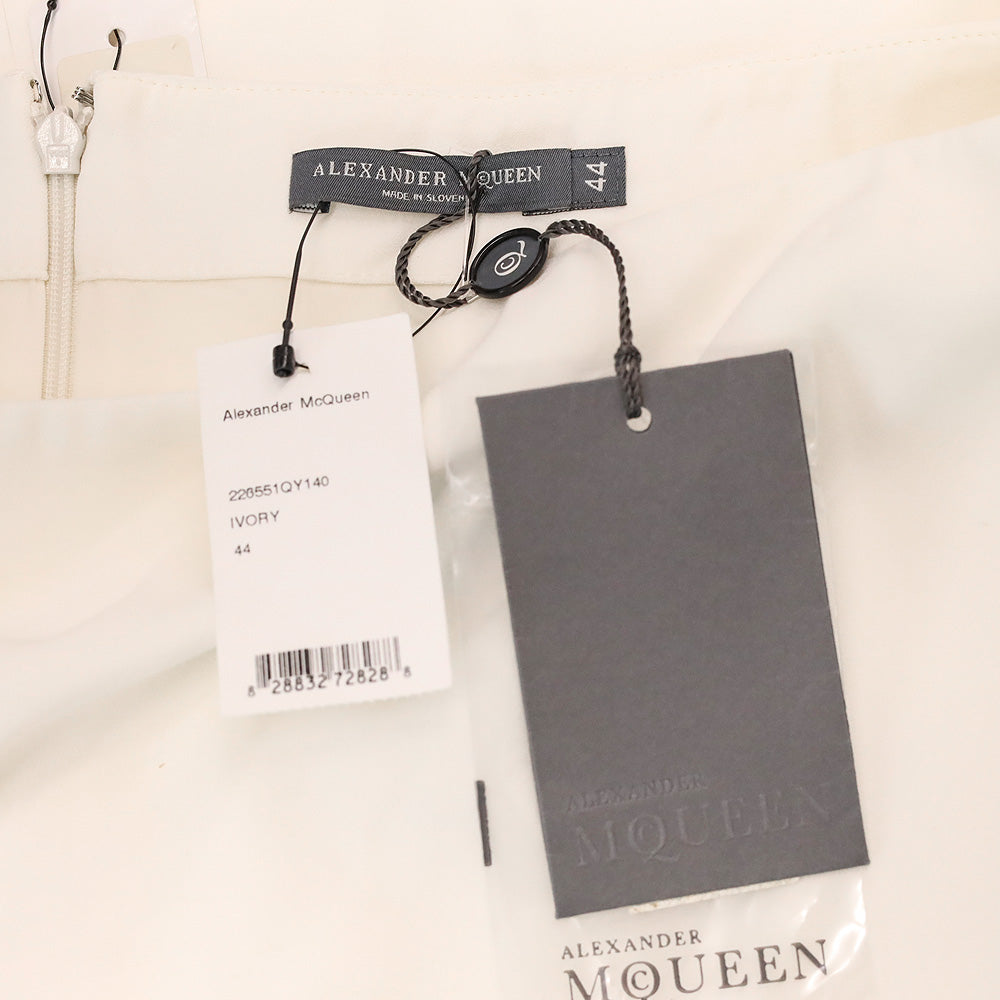 ALEXANDER MCQUEEN
44
MADE IN SLOVEN
Alexander McQueen
226551QY140
IVORY
44
8 28832 72828 8
ALEXANDER
MCQUEEN
ALEXANDER
MCQUEEN